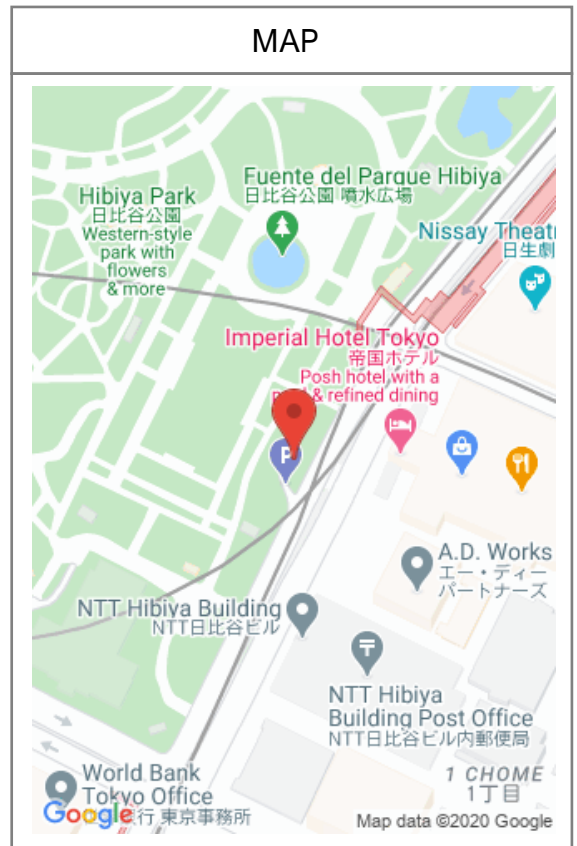 MAP
Fuente del Parque Hibiya
日比谷公園 噴水広場
Hibiya Park
日比谷公園
Western-style
park with
flowers
& more
Nissay Theat
日生劇
Imperial Hotel Tokyo
帝国ホテル
Posh hotel with a
& refined dining
P
A.D. Works
エー・ディー・
パートナーズ
NTT Hibiya Building
NTT日比谷ビル
NTT Hibiya
Building Post Office
NTT日比谷ビル内郵便局
World Bank
Tokyo Office
行 東京事務所
1 CHOME
1丁目
Google
Map data ©2020 Google